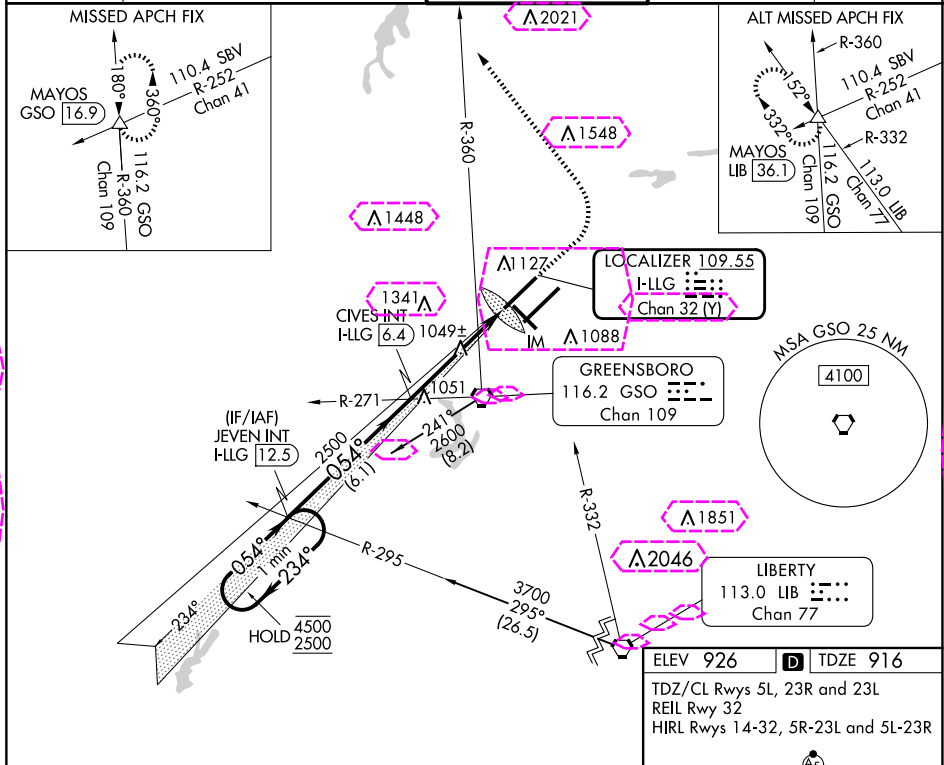 MISSED APCH FIX
180°
360°
110.4 SBV
R-252
Chan 41
MAYOS
GSO 16.9
R-360
116.2 GSO
Chan 109
2021
R-360
1548
1448
ALT MISSED APCH FIX
R-360
152°
332°
110.4 SBV
R-252
Chan 41
R-332
MAYOS
LIB 36.1
116.2 GSO
Chan 109
113.0 LIB
Chan 77
1127
LOCALIZER 109.55
I-LLG
Chan 32 (Y)
1341
CIVES INT
I-LLG 6.4
1049±
IM
1088
MSA GSO 25 NM
4100
GREENSBORO
116.2 GSO
Chan 109
1051
R-271
241°
2600
(8.2)
(IF/IAF)
JEVEN INT
I-LLG 12.5
2500
054°
(6.1)
R-332
1851
2046
054°
1 min
234°
R-295
234°
HOLD 4500
2500
3700
295°
(26.5)
LIBERTY
113.0 LIB
Chan 77
ELEV 926
D
TDZE 916
TDZ/CL Rwys 5L, 23R and 23L
REIL Rwy 32
HIRL Rwys 14-32, 5R-23L and 5L-23R